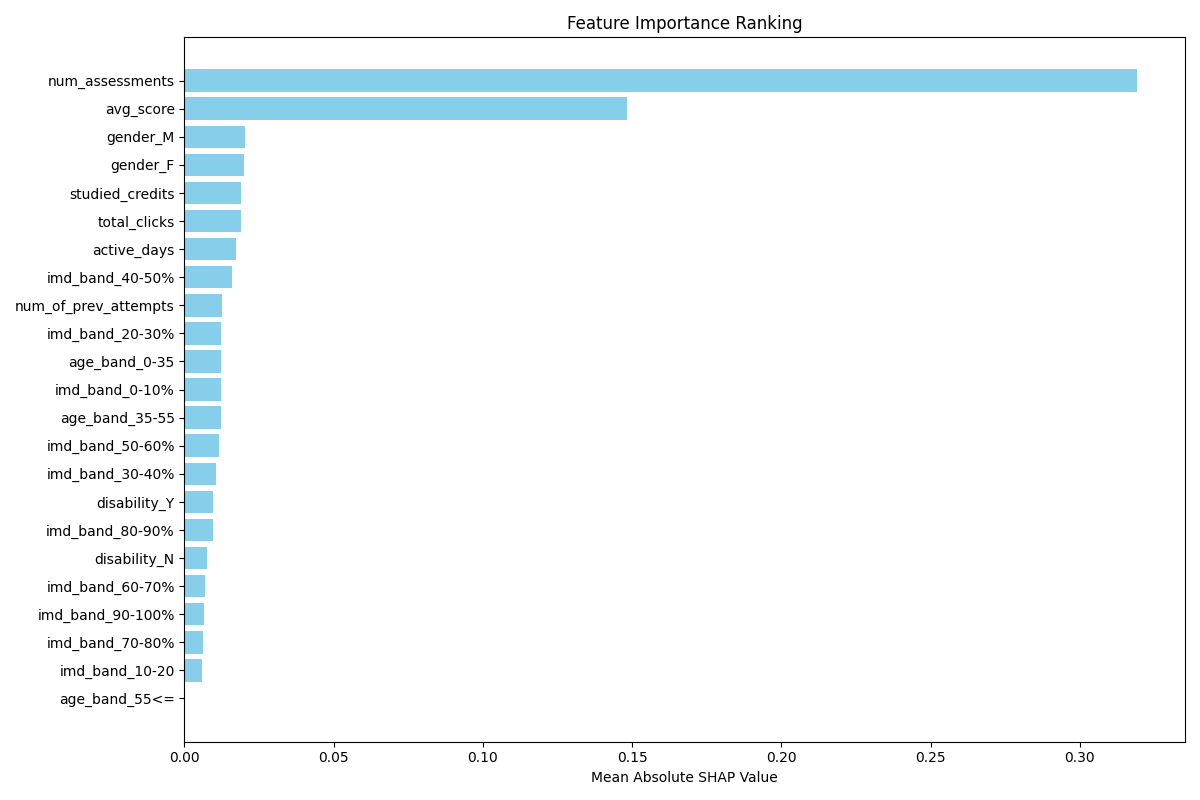 Feature Importance Ranking
num_assessments
avg_score
gender_M
gender_F
studied_credits
total_clicks
active_days
imd_band_40-50%
num_of_prev_attempts
imd_band_20-30%
age_band_0-35
imd_band_0-10%
age_band_35-55
imd_band_50-60%
imd_band_30-40%
disability_Y
imd_band_80-90%
disability_N
imd_band_60-70%
imd_band_90-100%
imd_band_70-80%
imd_band_10-20
age_band_55<=
0.00 0.05 0.10 0.15 0.20 0.25 0.30
Mean Absolute SHAP Value